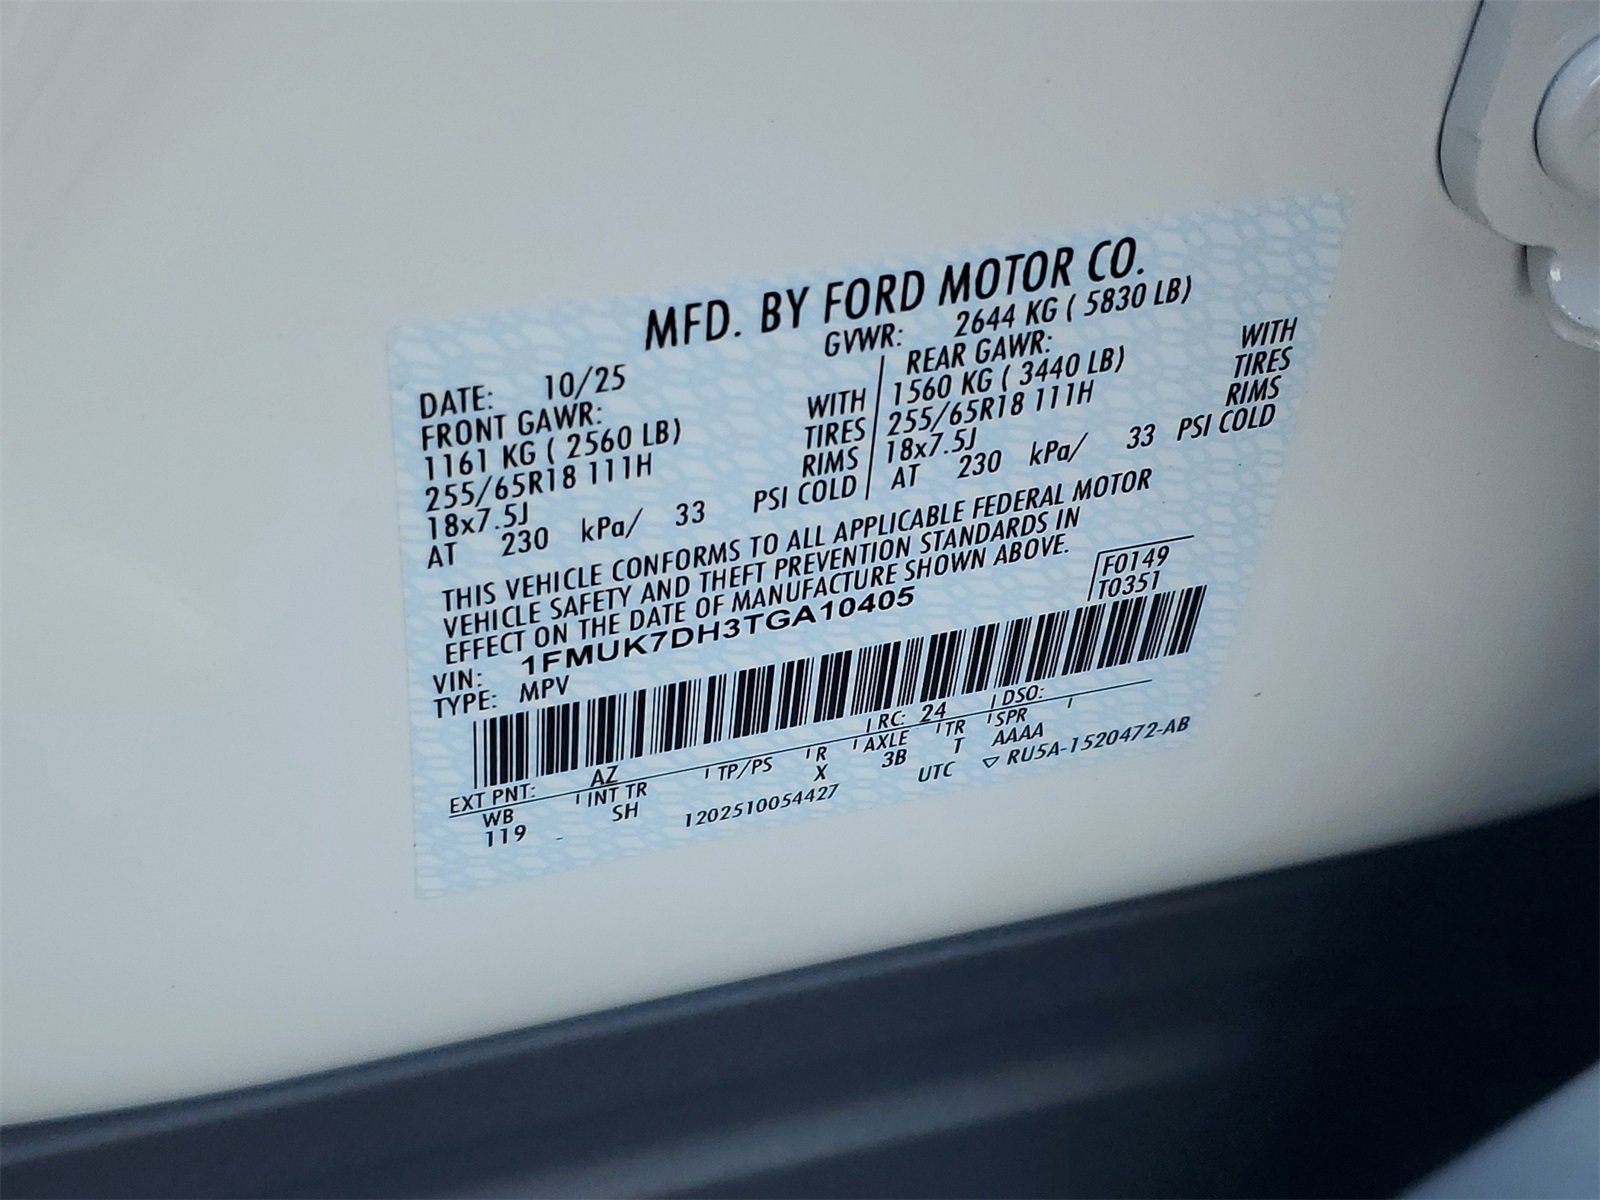 MFD. BY FORD MOTOR CO.
DATE: 10/25 GVWR: 2644 KG ( 5830 LB)
FRONT GAWR: REAR GAWR:
1161 KG ( 2560 LB) WITH 1560 KG ( 3440 LB) WITH
255/65R18 111H TIRES 255/65R18 111H TIRES
18x7.5J RIMS 18x7.5J RIMS
AT 230 kPa/ 33 PSI COLD AT 230 kPa/ 33 PSI COLD
THIS VEHICLE CONFORMS TO ALL APPLICABLE FEDERAL MOTOR
VEHICLE SAFETY AND THEFT PREVENTION STANDARDS IN
EFFECT ON THE DATE OF MANUFACTURE SHOWN ABOVE.
VIN: 1FMUK7DH3TGA10405 F0149
TYPE: MPV T0351
EXT PNT: AZ RC: 24 DSO:
WB INT TR TP/PS R AXLE TR SPR
119 SH X 3B T AAAA
1202510054427 UTC ▽ RU5A-1520472-AB